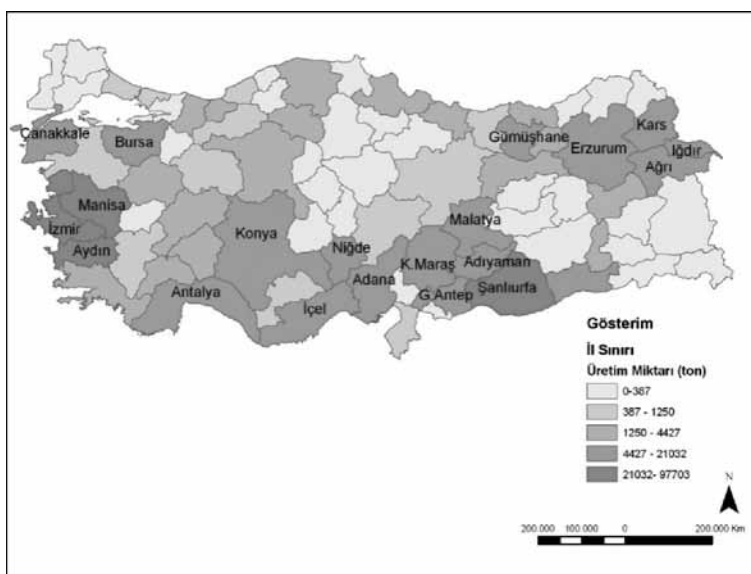 Çanakkale
Bursa
Gümüşhane
Kars
Erzurum
Iğdır
Ağrı
Manisa
İzmir
Aydın
Konya
Malatya
Niğde
K.Maraş
Adıyaman
Adana
Antalya
İçel
G.Antep
Şanlıurfa
Gösterim
İl Sınırı
Üretim Miktarı (ton)
0-387
387 - 1250
1250 - 4427
4427 - 21032
21032- 97703
N
200.000 100.000 0 200.000 Km